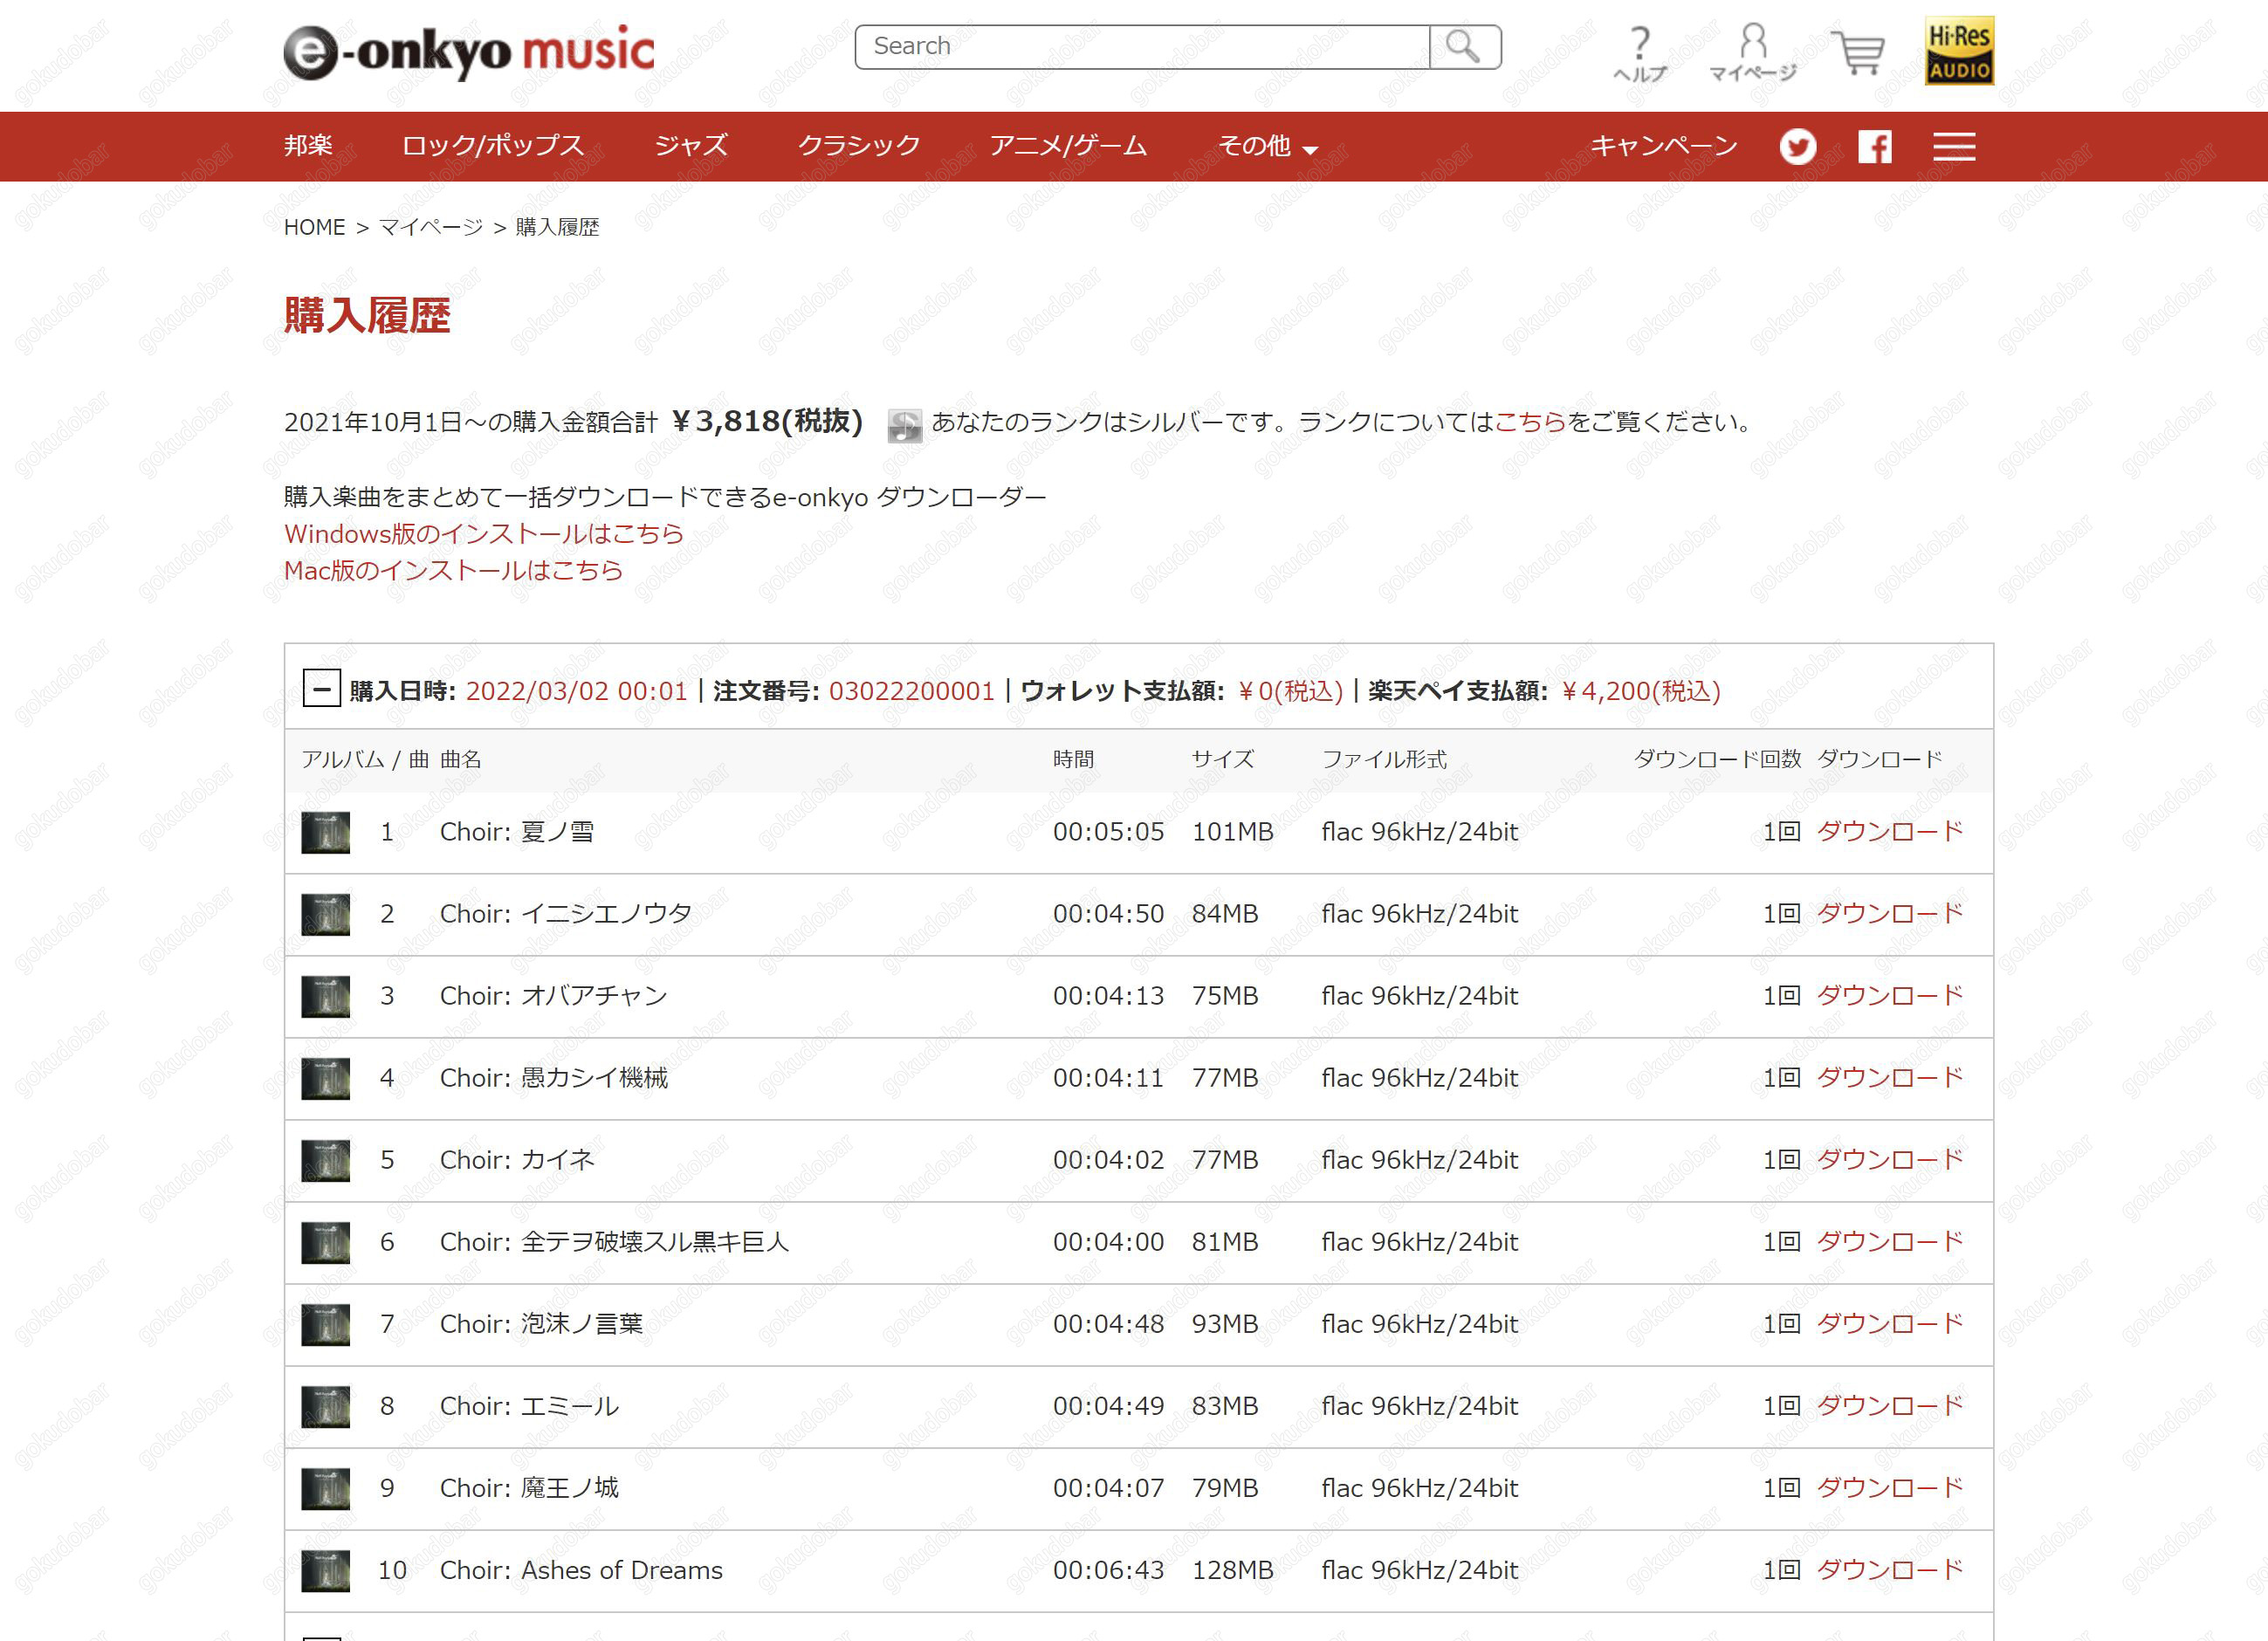 e-onkyo music
Search
ヘルプ
マイページ
Hi-Res
AUDIO
邦楽 ロック/ポップス ジャズ クラシック アニメ/ゲーム その他 キャンペーン
HOME > マイページ > 購入履歴
購入履歴
2021年10月1日～の購入金額合計 ￥3,818(税抜) あなたのランクはシルバーです。ランクについてはこちらをご覧ください。
購入楽曲をまとめて一括ダウンロードできるe-onkyo ダウンローダー
Windows版のインストールはこちら
Mac版のインストールはこちら
購入日時: 2022/03/02 00:01 | 注文番号: 03022200001 | ウォレット支払額: ￥0(税込) | 楽天ペイ支払額: ￥4,200(税込)
アルバム / 曲 曲名 時間 サイズ ファイル形式 ダウンロード回数 ダウンロード
1 Choir: 夏ノ雪 00:05:05 101MB flac 96kHz/24bit 1回 ダウンロード
2 Choir: イニシエノウタ 00:04:50 84MB flac 96kHz/24bit 1回 ダウンロード
3 Choir: オバアチャン 00:04:13 75MB flac 96kHz/24bit 1回 ダウンロード
4 Choir: 愚カシイ機械 00:04:11 77MB flac 96kHz/24bit 1回 ダウンロード
5 Choir: カイネ 00:04:02 77MB flac 96kHz/24bit 1回 ダウンロード
6 Choir: 全テヲ破壊スル黒キ巨人 00:04:00 81MB flac 96kHz/24bit 1回 ダウンロード
7 Choir: 泡沫ノ言葉 00:04:48 93MB flac 96kHz/24bit 1回 ダウンロード
8 Choir: エミール 00:04:49 83MB flac 96kHz/24bit 1回 ダウンロード
9 Choir: 魔王ノ城 00:04:07 79MB flac 96kHz/24bit 1回 ダウンロード
10 Choir: Ashes of Dreams 00:06:43 128MB flac 96kHz/24bit 1回 ダウンロード
gokudobar